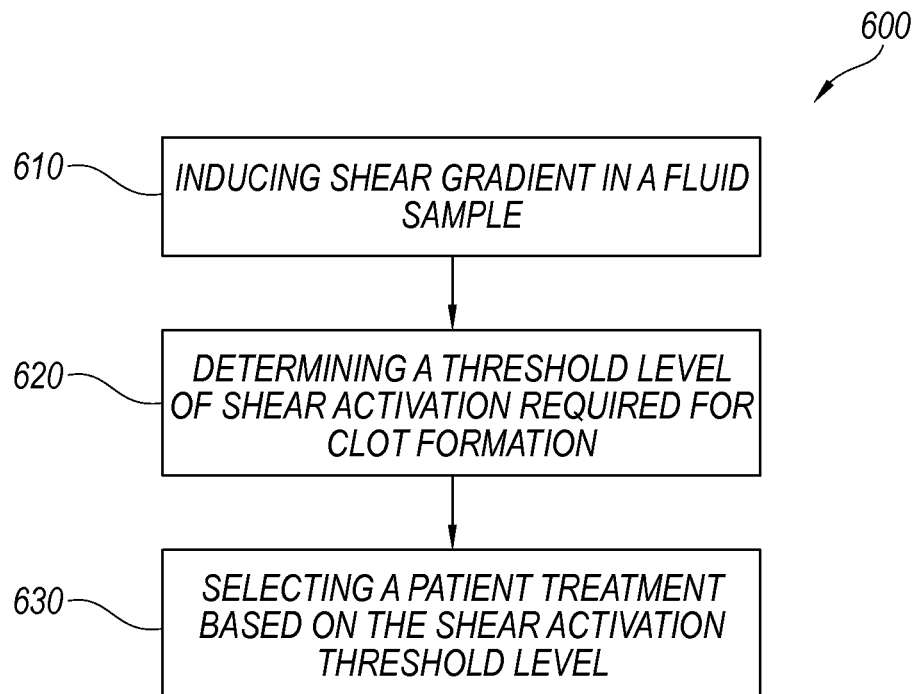 600
610
INDUCING SHEAR GRADIENT IN A FLUID
SAMPLE
620
DETERMINING A THRESHOLD LEVEL
OF SHEAR ACTIVATION REQUIRED FOR
CLOT FORMATION
630
SELECTING A PATIENT TREATMENT
BASED ON THE SHEAR ACTIVATION
THRESHOLD LEVEL